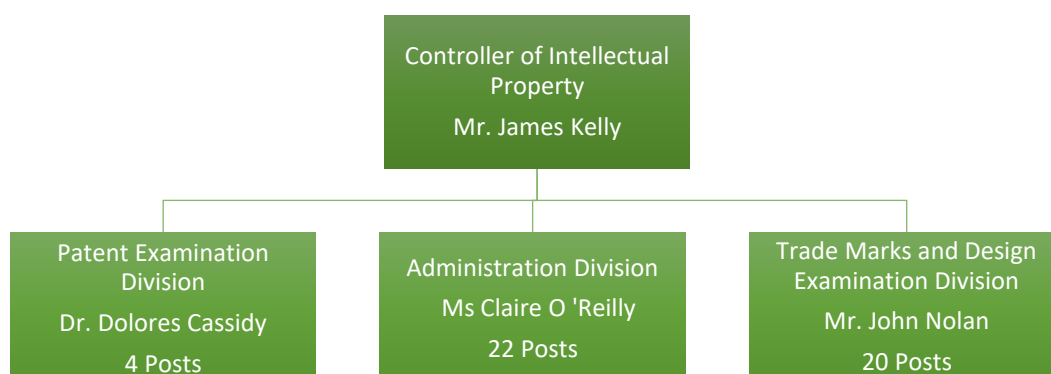 Controller of Intellectual
Property
Mr. James Kelly
Patent Examination
Division
Dr. Dolores Cassidy
4 Posts
Administration Division
Ms Claire O 'Reilly
22 Posts
Trade Marks and Design
Examination Division
Mr. John Nolan
20 Posts